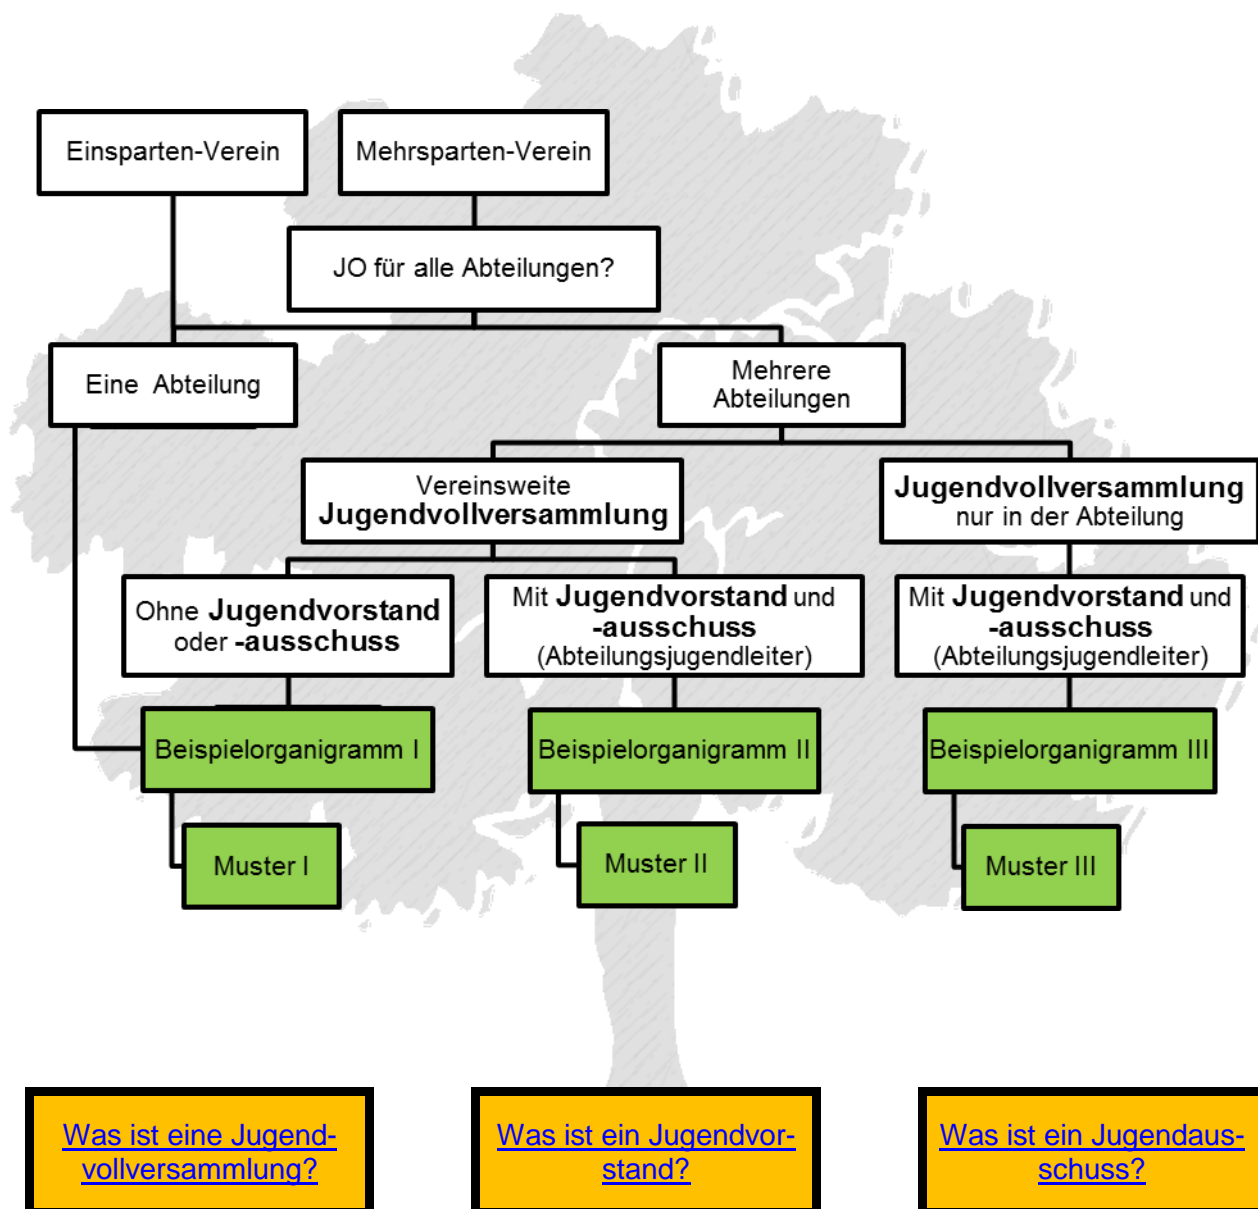 Einsparten-Verein
Mehrsparten-Verein
JO für alle Abteilungen?
Eine Abteilung
Mehrere
Abteilungen
Vereinsweite
Jugendvollversammlung
Jugendvollversammlung
nur in der Abteilung
Ohne Jugendvorstand
oder -ausschuss
Mit Jugendvorstand und
-ausschuss
(Abteilungsjugendleiter)
Mit Jugendvorstand und
-ausschuss
(Abteilungsjugendleiter)
Beispielorganigramm I
Beispielorganigramm II
Beispielorganigramm III
Muster I
Muster II
Muster III
Was ist eine Jugend-
vollversammlung?
Was ist ein Jugendvor-
stand?
Was ist ein Jugendaus-
schuss?